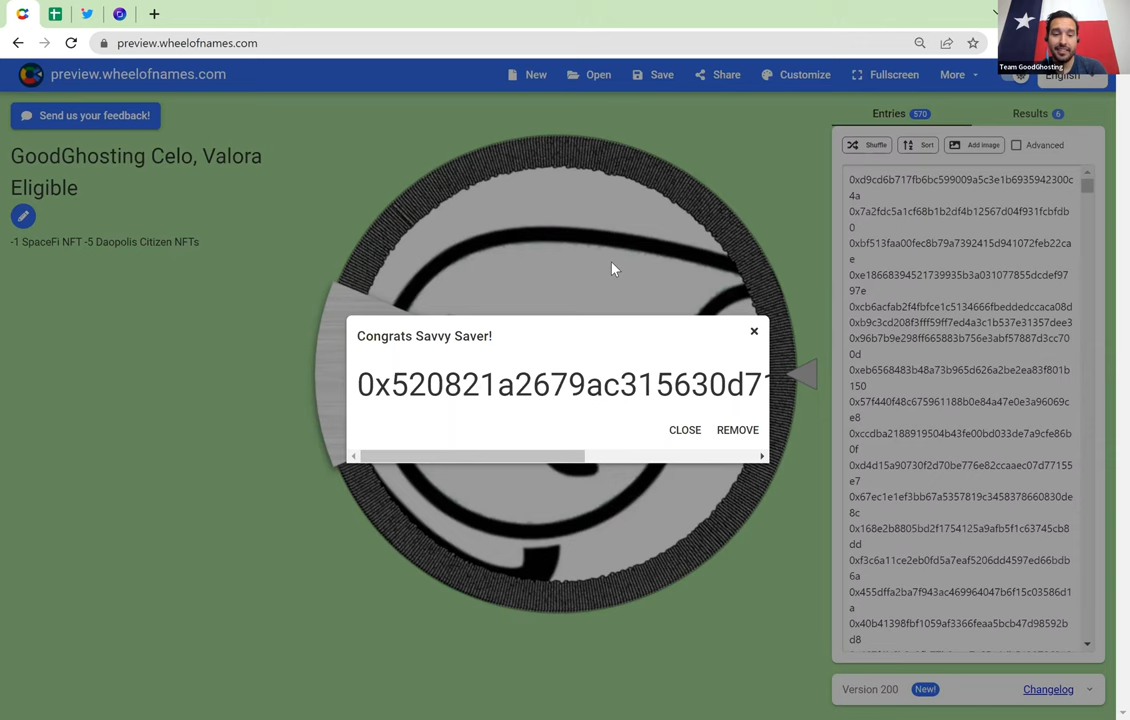 preview.wheelofnames.com
Team GoodGhosting
preview.wheelofnames.com
New
Open
Save
Share
Customize
Fullscreen
More
English
Send us your feedback!
GoodGhosting Celo, Valora
Eligible
-1 SpaceFi NFT -5 Daopolis Citizen NFTs
Congrats Savvy Saver!
0x520821a2679ac315630d71
CLOSE
REMOVE
Entries 570
Results 6
Shuffle
Sort
Add image
Advanced
0xd9cd6b717fb6bc599009a5c3e1b6935942300c
4a
0x7a2fdc5a1cf68b1b2df4b12567d04f931fcbfdb
0
0xbf513faa00fec8b79a7392415d941072feb22ca
e
0xe18668394521739935b3a031077855dcdef97
97e
0xcb6acfab2f4fbfce1c5134666fbeddedccaca08d
0xb9c3cd208f3fff59ff7ed4a3c1b537e31357dee3
0x96b7b9e298ff665883b756e3abf57887d3cc70
0d
0xeb6568483b48a73b965d626a2be2ea83f801b
150
0x57f440f48c675961188b0e84a47e0e3a96069c
e8
0xccdba2188919504b43fe00bd033de7a9cfe86b
0f
0xd4d15a90730f2d70be776e82ccaaec07d77155
e7
0x67ec1e1ef3bb67a5357819c3458378660830de
8c
0x168e2b8805bd2f1754125a9afb5f1c63745cb8
dd
0xf3c6a11ce2eb0fd5a7eaf5206dd4597ed66bdb
6a
0x455dffa2ba7f943ac469964047b6f15c03586d1
a
0x40b41398fbf1059af3366feaa5bcb47d98592b
d8
Version 200
New!
Changelog